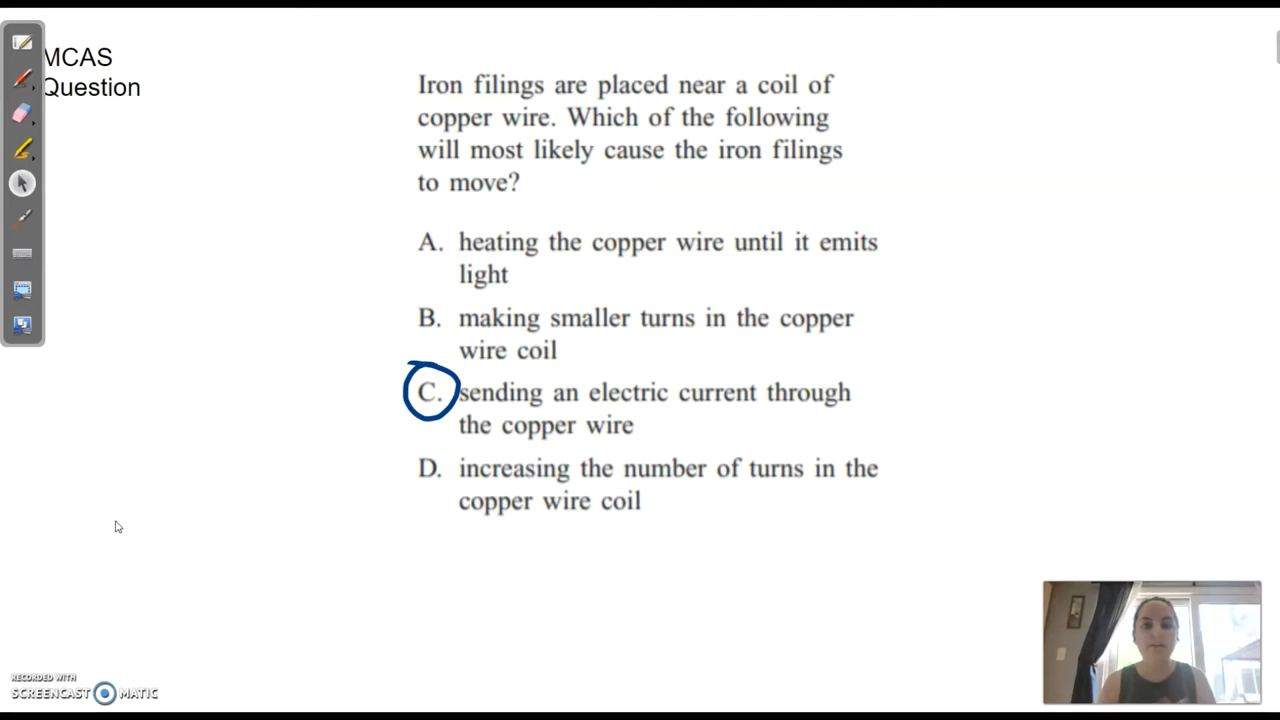 MCAS
Question
Iron filings are placed near a coil of
copper wire. Which of the following
will most likely cause the iron filings
to move?
A. heating the copper wire until it emits
light
B. making smaller turns in the copper
wire coil
C. sending an electric current through
the copper wire
D. increasing the number of turns in the
copper wire coil
RECORDED WITH
SCREENCAST MATIC